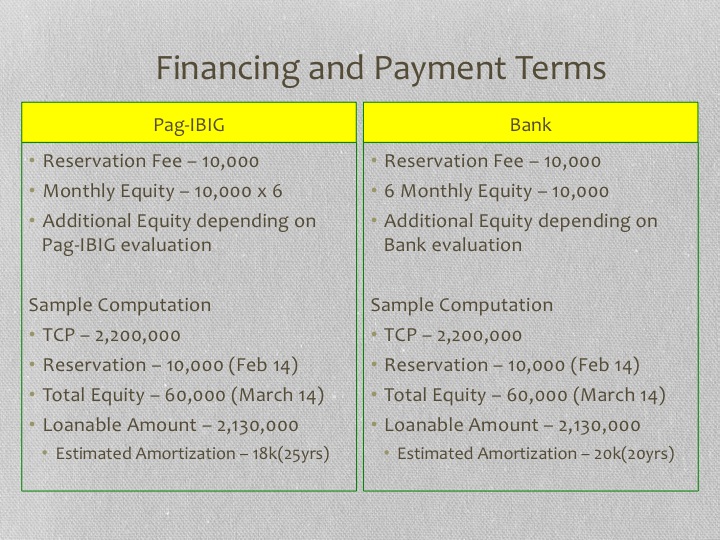 Financing and Payment Terms
Pag-IBIG
• Reservation Fee – 10,000
• Monthly Equity – 10,000 x 6
• Additional Equity depending on
Pag-IBIG evaluation
Sample Computation
• TCP – 2,200,000
• Reservation – 10,000 (Feb 14)
• Total Equity – 60,000 (March 14)
• Loanable Amount – 2,130,000
• Estimated Amortization – 18k(25yrs)
Bank
• Reservation Fee – 10,000
• 6 Monthly Equity – 10,000
• Additional Equity depending on
Bank evaluation
Sample Computation
• TCP – 2,200,000
• Reservation – 10,000 (Feb 14)
• Total Equity – 60,000 (March 14)
• Loanable Amount – 2,130,000
• Estimated Amortization – 20k(20yrs)